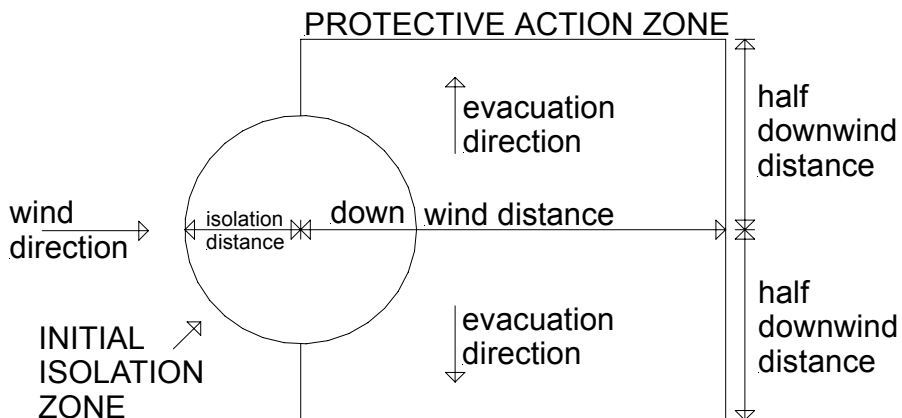 PROTECTIVE ACTION ZONE
evacuation
direction
half
downwind
distance
wind
direction
isolation
distance
down wind distance
evacuation
direction
half
downwind
distance
INITIAL
ISOLATION
ZONE